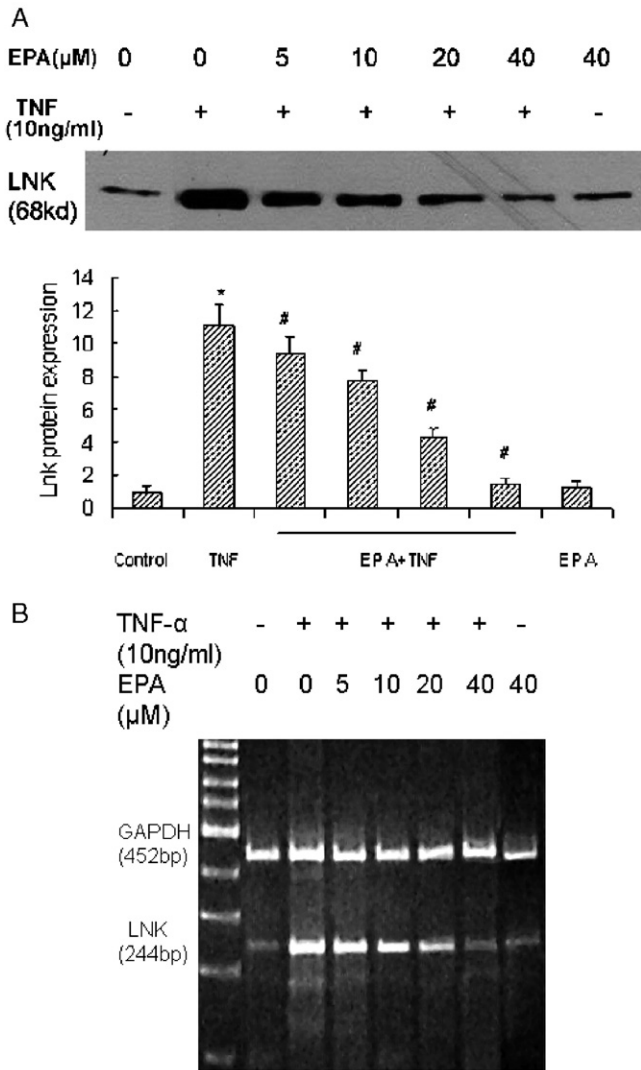 A
EPA(μM) 0 0 5 10 20 40 40
TNF - + + + + + -
(10ng/ml)
LNK
(68kd)
Lnk protein expression
14
12
10
8
6
4
2
0
*
#
#
#
#
Control TNF EPA+TNF EPA
B
TNF-α - + + + + + -
(10ng/ml)
EPA 0 0 5 10 20 40 40
(μM)
GAPDH
(452bp)
LNK
(244bp)